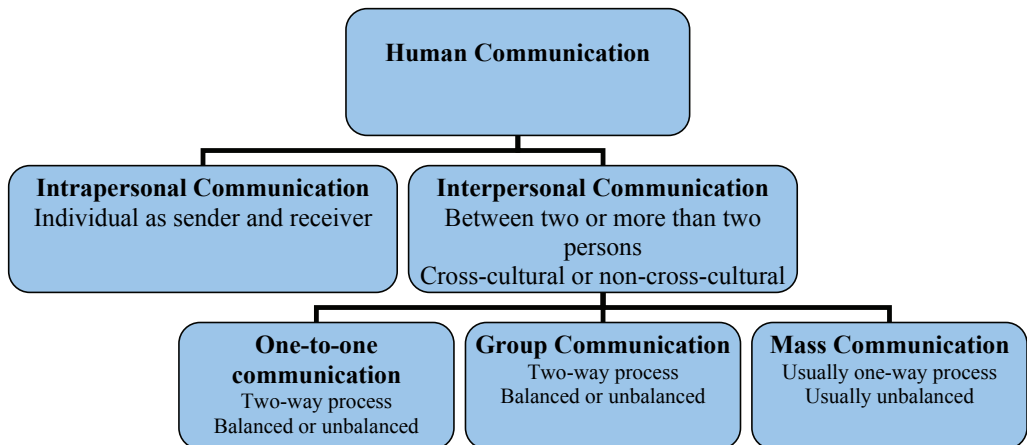 Human Communication
Intrapersonal Communication
Individual as sender and receiver
Interpersonal Communication
Between two or more than two
persons
Cross-cultural or non-cross-cultural
One-to-one
communication
Two-way process
Balanced or unbalanced
Group Communication
Two-way process
Balanced or unbalanced
Mass Communication
Usually one-way process
Usually unbalanced